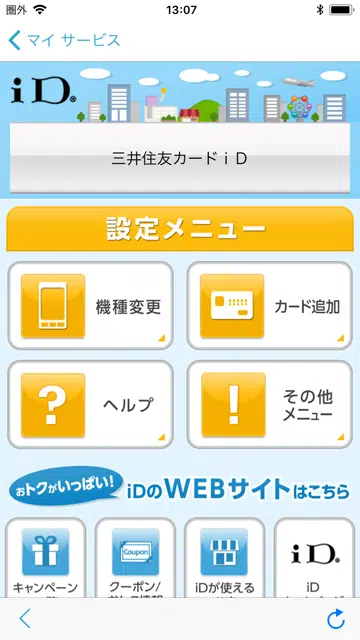 圏外 13:07
マイ サービス
iD
三井住友カードiD
設定メニュー
機種変更
カード追加
ヘルプ
その他
メニュー
おトクがいっぱい! iDのWEBサイトはこちら
Coupon iD
キャンペーン クーポン/ iDが使える iD